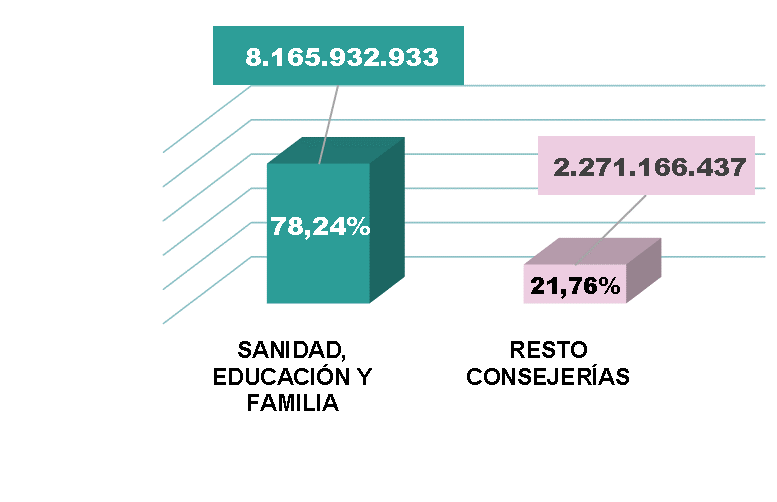 8.165.932.933
2.271.166.437
78,24%
21,76%
SANIDAD,
EDUCACIÓN Y
FAMILIA
RESTO
CONSEJERÍAS